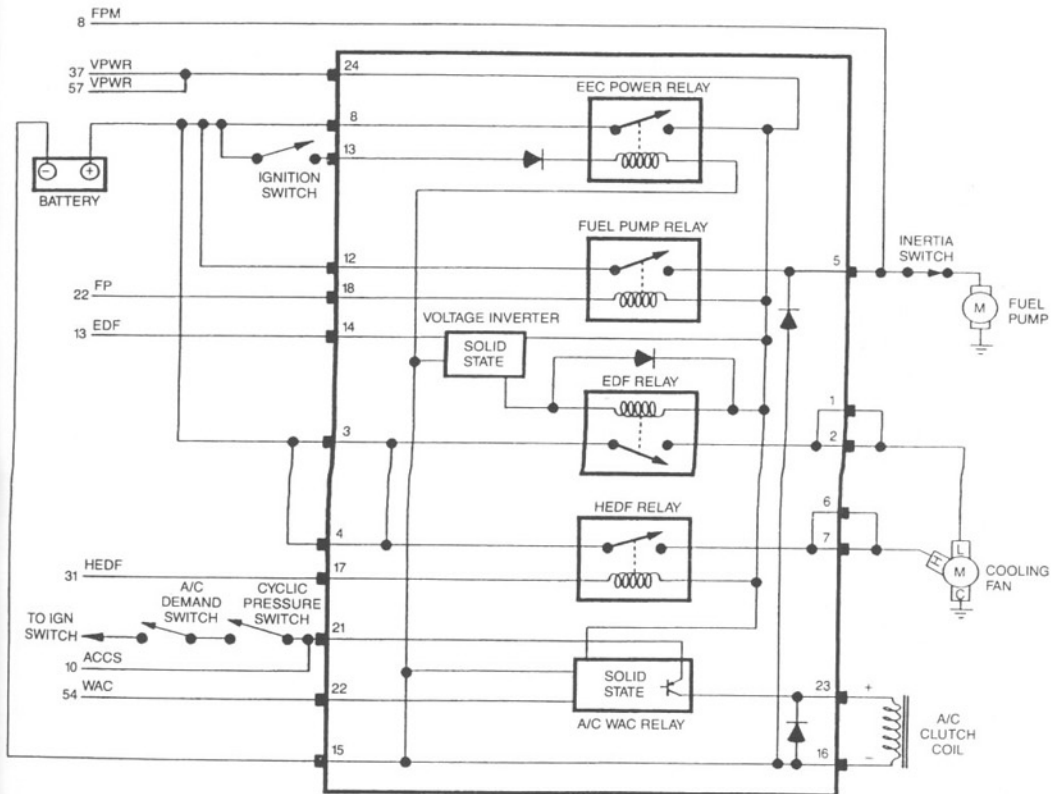 8 FPM
37 VPWR
57 VPWR
24
EEC POWER RELAY
8
13
IGNITION
SWITCH
BATTERY
FUEL PUMP RELAY
12
5
INERTIA
SWITCH
M
FUEL
PUMP
22 FP
18
13 EDF
14
VOLTAGE INVERTER
SOLID
STATE
EDF RELAY
1
3
2
HEDF RELAY
6
4
7
31 HEDF
17
H
L
M
C
COOLING
FAN
TO IGN
SWITCH
A/C
DEMAND
SWITCH
CYCLIC
PRESSURE
SWITCH
21
10 ACCS
54 WAC
22
SOLID
STATE
A/C WAC RELAY
23
+
A/C
CLUTCH
COIL
15
16
−